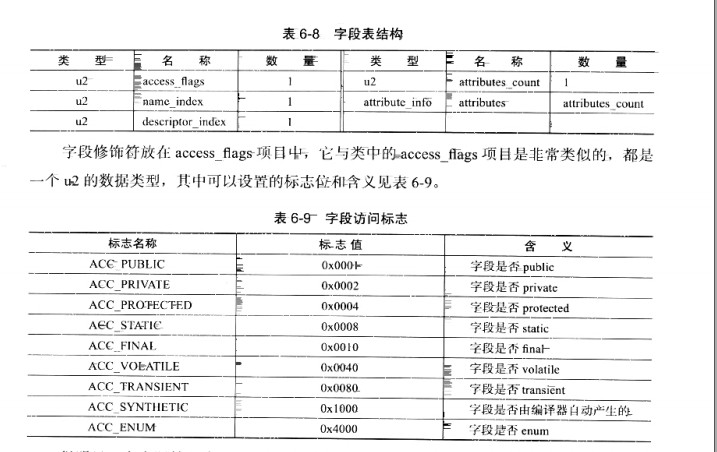 表 6-8 字段表结构
类 型 名 称 数 量 类 型 名 称 数 量
u2 access_flags 1 u2 attributes_count 1
u2 name_index 1 attribute_info attributes attributes_count
u2 descriptor_index 1
字段修饰符放在 access_flags 项目中，它与类中的 access_flags 项目是非常类似的，都是
一个 u2 的数据类型，其中可以设置的标志位和含义见表 6-9。
表 6-9 字段访问标志
标志名称 标志值 含 义
ACC_PUBLIC 0x0001 字段是否 public
ACC_PRIVATE 0x0002 字段是否 private
ACC_PROTECTED 0x0004 字段是否 protected
ACC_STATIC 0x0008 字段是否 static
ACC_FINAL 0x0010 字段是否 final
ACC_VOLATILE 0x0040 字段是否 volatile
ACC_TRANSIENT 0x0080 字段是否 transient
ACC_SYNTHETIC 0x1000 字段是否由编译器自动产生的
ACC_ENUM 0x4000 字段是否 enum